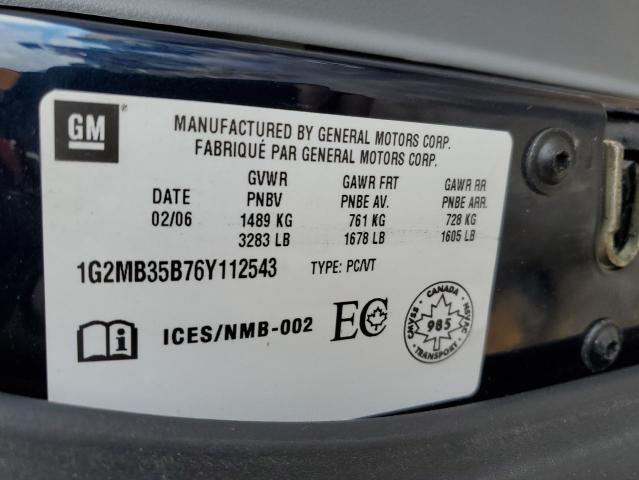 GM ®
MANUFACTURED BY GENERAL MOTORS CORP.
FABRIQUÉ PAR GENERAL MOTORS CORP.
GVWR GAWR FRT GAWR RR
DATE PNBV PNBE AV. PNBE ARR.
02/06 1489 KG 761 KG 728 KG
3283 LB 1678 LB 1605 LB
1G2MB35B76Y112543 TYPE: PC/VT
i ICES/NMB-002 EC
CANADA
CMVSS 985 NSVAC
TRANSPORT